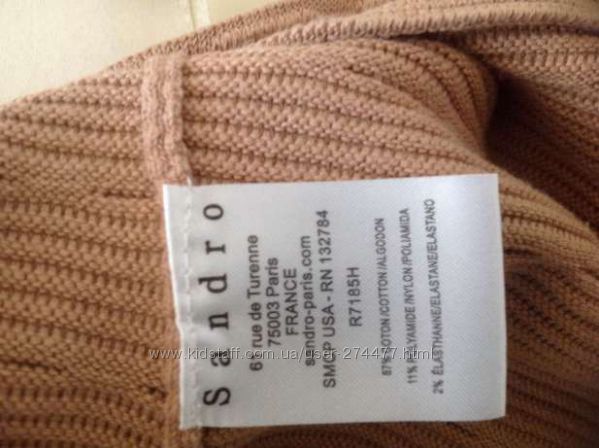 Sandro
6 rue de Turenne
75003 Paris
FRANCE
sandro-paris.com
SMCP USA - RN 132784
R7185H
87% COTON/COTTON/ALGODON
11% POLYAMIDE/NYLON/POLIAMIDA
2% ÉLASTHANNE/ELASTANE/ELASTANO
www.kidstaff.com.ua/user-274477.html